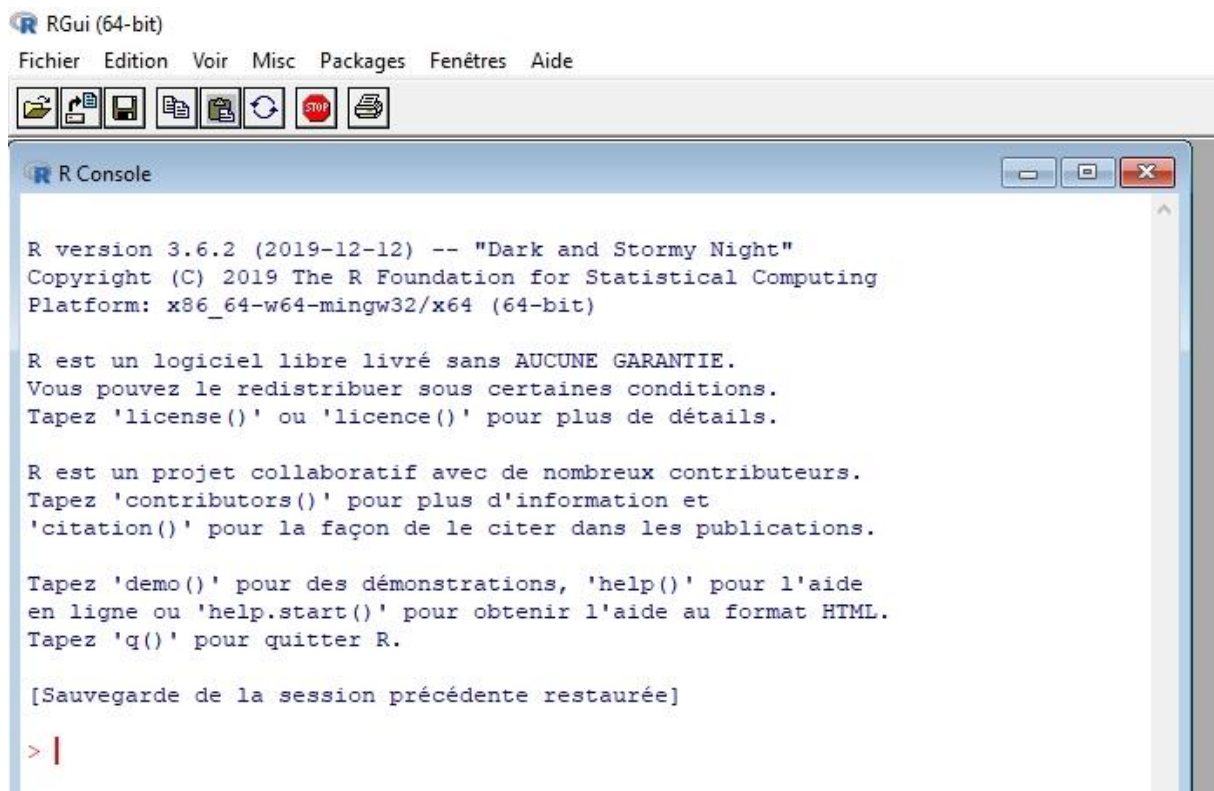 RGui (64-bit)
Fichier Edition Voir Misc Packages Fenêtres Aide
STOP
R Console
R version 3.6.2 (2019-12-12) -- "Dark and Stormy Night"
Copyright (C) 2019 The R Foundation for Statistical Computing
Platform: x86_64-w64-mingw32/x64 (64-bit)
R est un logiciel libre livré sans AUCUNE GARANTIE.
Vous pouvez le redistribuer sous certaines conditions.
Tapez 'license()' ou 'licence()' pour plus de détails.
R est un projet collaboratif avec de nombreux contributeurs.
Tapez 'contributors()' pour plus d'information et
'citation()' pour la façon de le citer dans les publications.
Tapez 'demo()' pour des démonstrations, 'help()' pour l'aide
en ligne ou 'help.start()' pour obtenir l'aide au format HTML.
Tapez 'q()' pour quitter R.
[Sauvegarde de la session précédente restaurée]
>